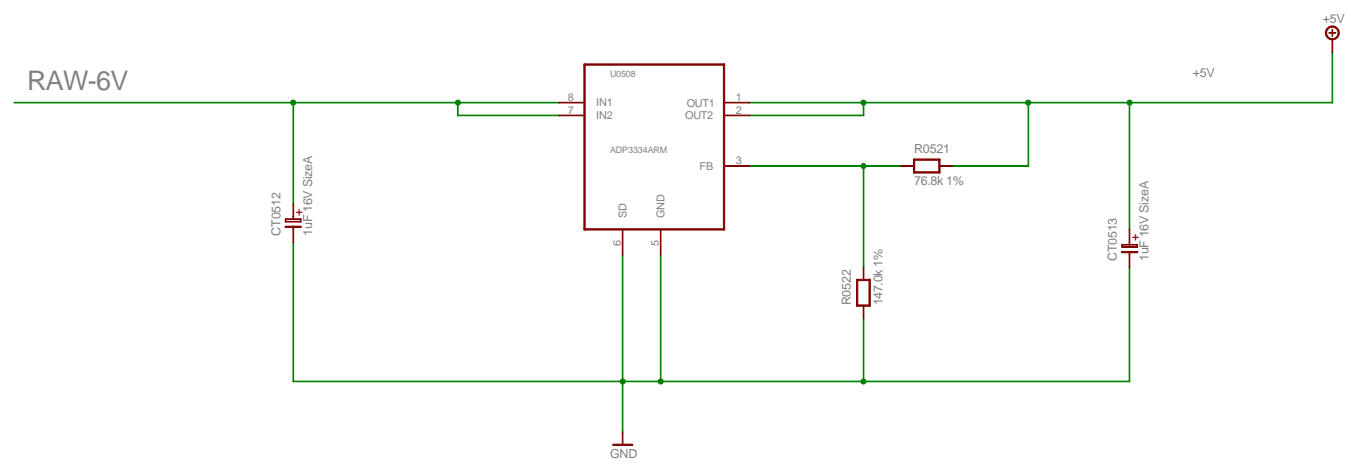 +5V
RAW-6V
U0508
+5V
8
IN1
OUT1
1
7
IN2
OUT2
2
ADP3334ARM
FB
3
R0521
76.8k 1%
SD
GND
6
5
CT0512
+
1uF 16V SizeA
R0522
147.0k 1%
CT0513
+
1uF 16V SizeA
GND